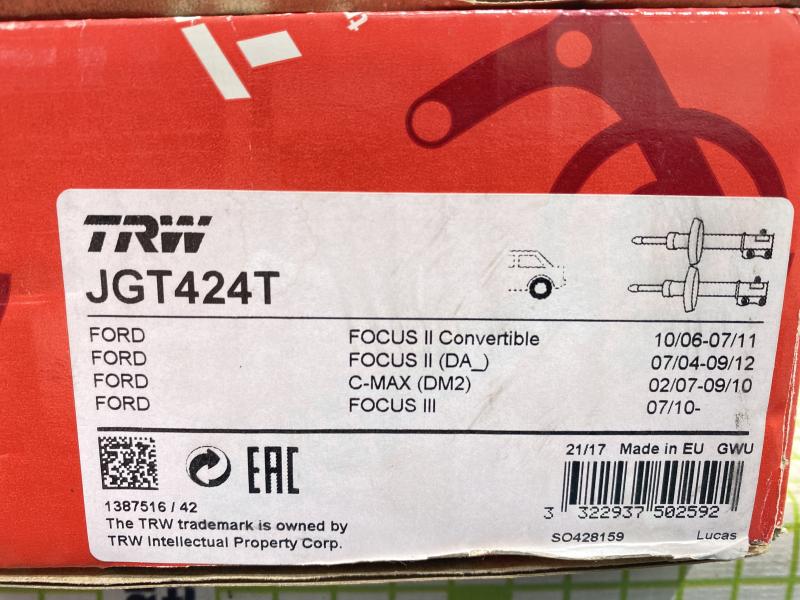 TRW
JGT424T
FORD FOCUS II Convertible 10/06-07/11
FORD FOCUS II (DA_) 07/04-09/12
FORD C-MAX (DM2) 02/07-09/10
FORD FOCUS III 07/10-
EAC
21/17 Made in EU GWU
1387516 / 42
3 322937 502592
The TRW trademark is owned by
TRW Intellectual Property Corp.
SO428159 Lucas